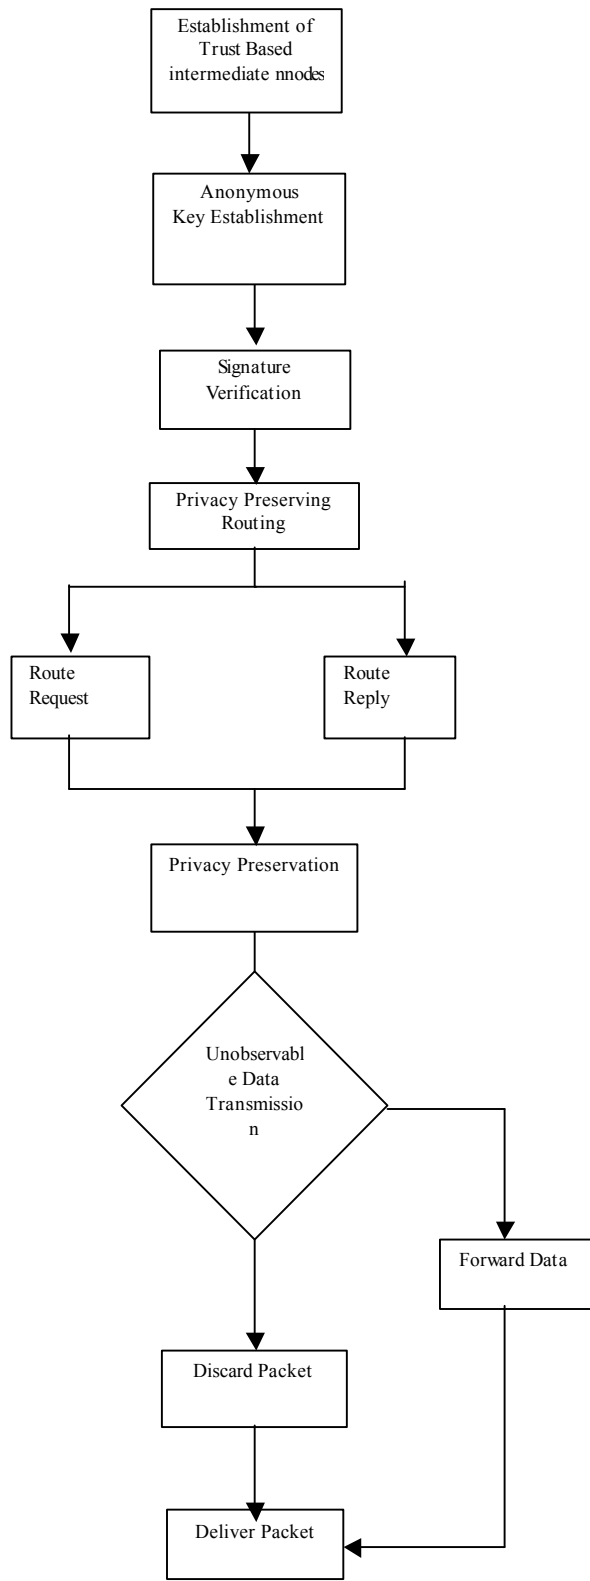 Establishment of
Trust Based
intermediate nnodes
Anonymous
Key Establishment
Signature
Verification
Privacy Preserving
Routing
Route
Request
Route
Reply
Privacy Preservation
Unobservabl
e Data
Transmissio
n
Forward Data
Discard Packet
Deliver Packet